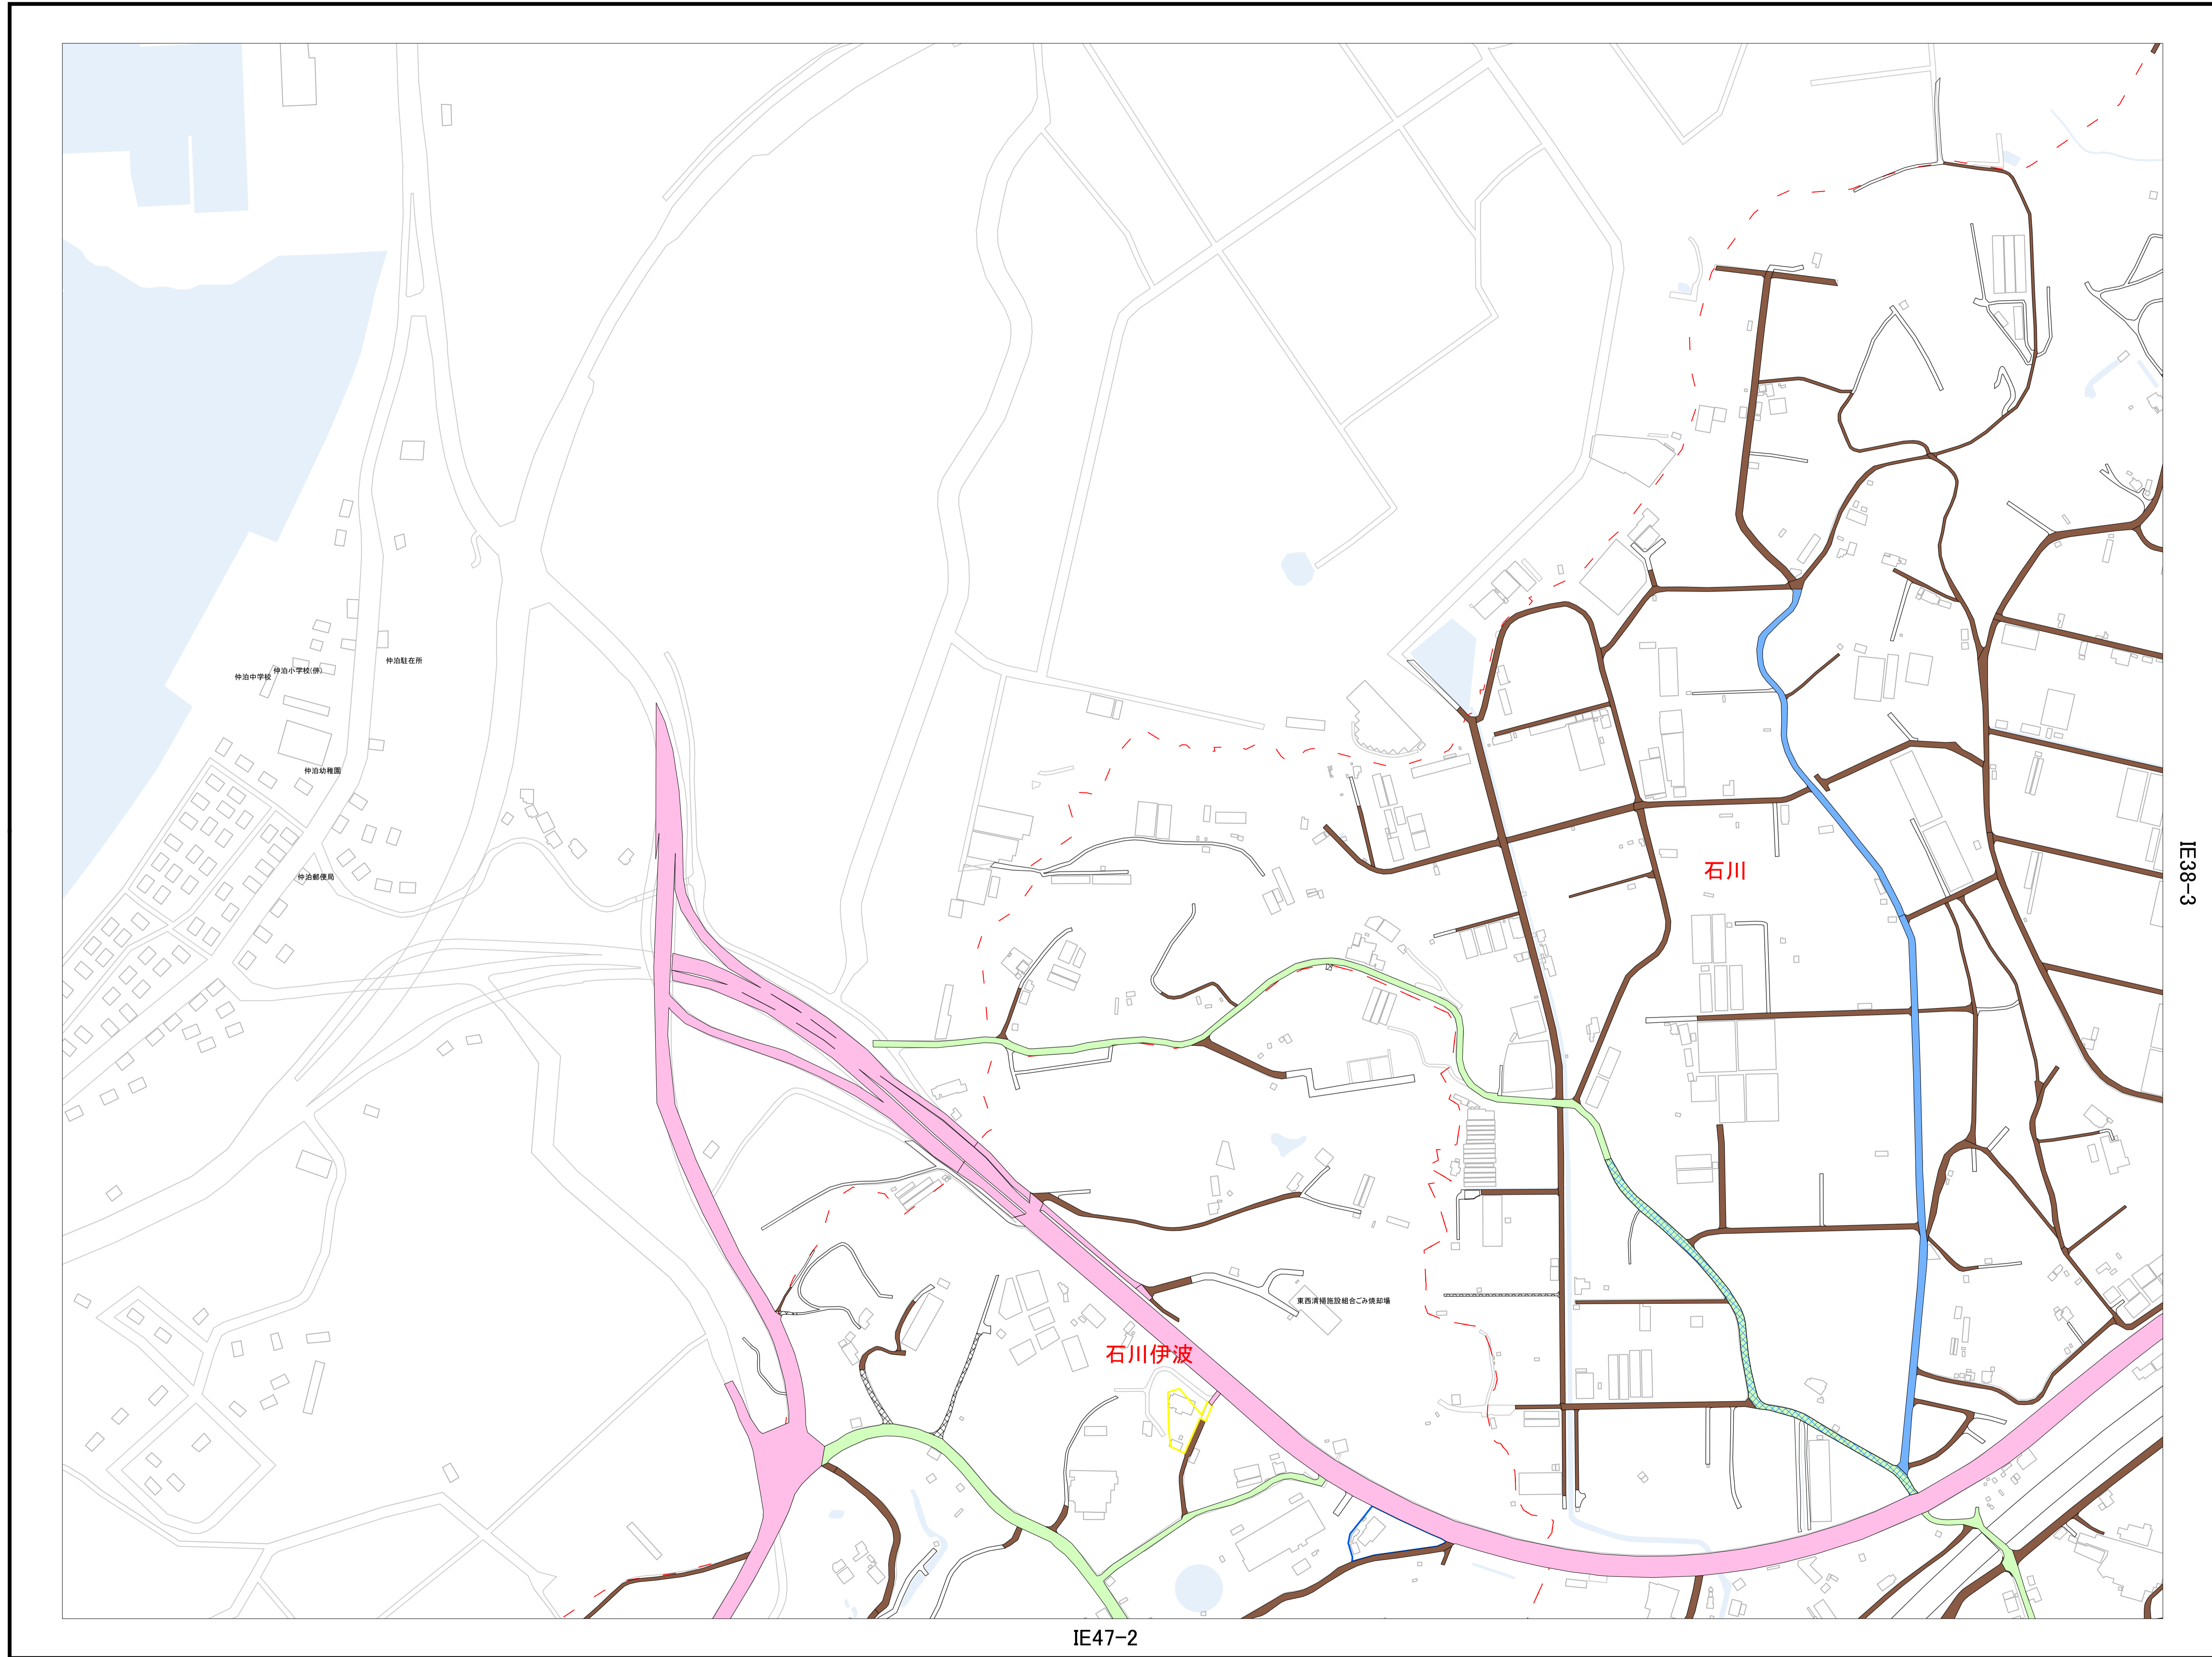 仲泊駐在所
仲泊小学校(併)
仲泊中学校
仲泊幼稚園
石川
IE38-3
仲泊郵便局
東西清掃施設組合ごみ焼却場
石川伊波
IE47-2